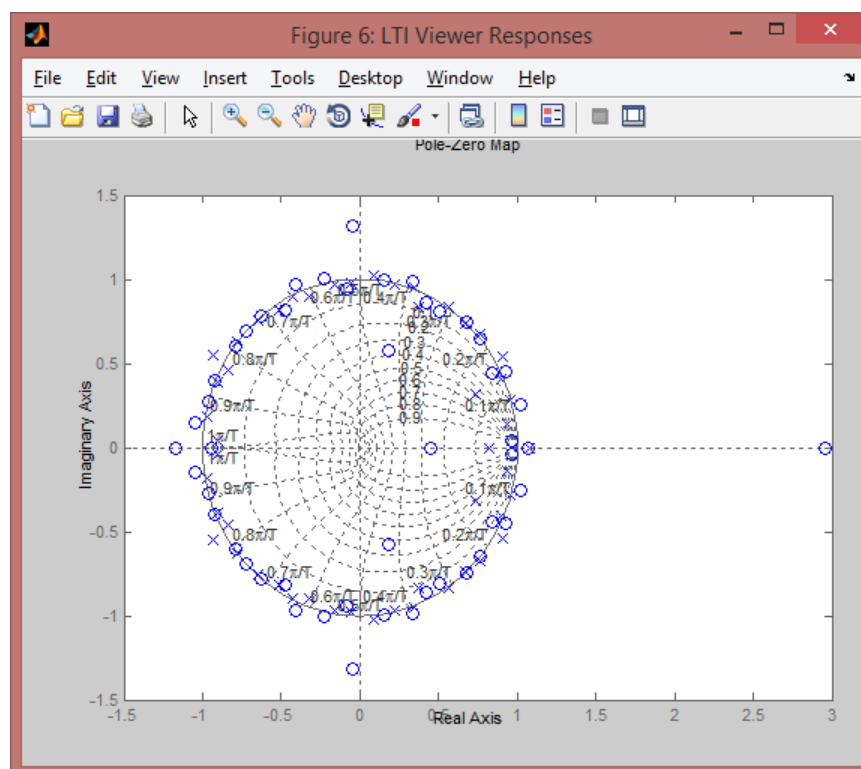 Figure 6: LTI Viewer Responses
File Edit View Insert Tools Desktop Window Help
Pole-Zero Map
1.5
1
0.5
0
-0.5
-1
-1.5
Imaginary Axis
-1.5 -1 -0.5 0 0.5 1 1.5 2 2.5 3
Real Axis
0.6π/T
0.5π/T
0.4π/T
0.7π/T
0.3π/T
0.8π/T
0.2π/T
0.9π/T
0.1π/T
1π/T
1π/T
0.9π/T
0.1π/T
0.8π/T
0.2π/T
0.7π/T
0.3π/T
0.6π/T
0.5π/T
0.4π/T
0.1
0.2
0.3
0.4
0.5
0.6
0.7
0.8
0.9